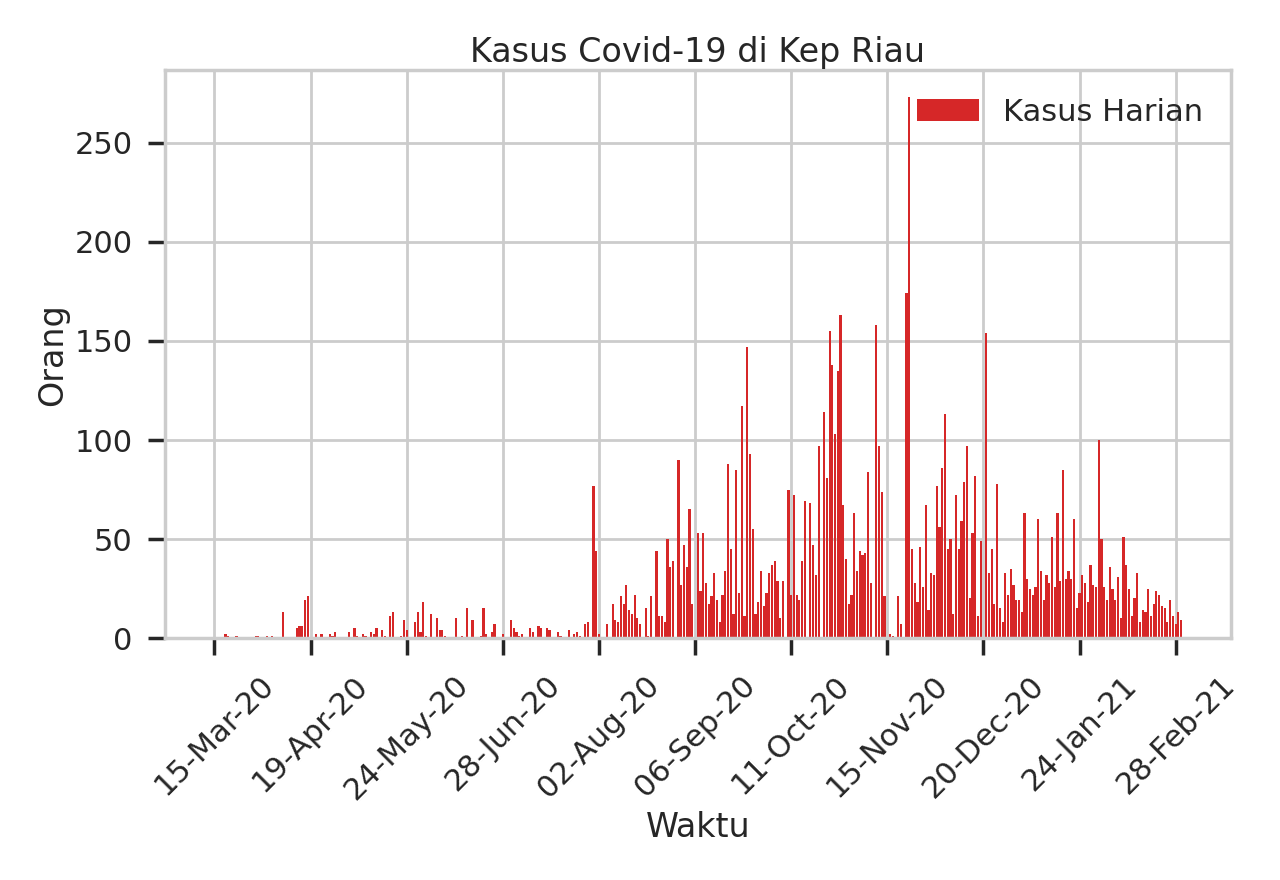 Kasus Covid-19 di Kep Riau
Kasus Harian
Orang
250
200
150
100
50
0
15-Mar-20
19-Apr-20
24-May-20
28-Jun-20
02-Aug-20
06-Sep-20
11-Oct-20
15-Nov-20
20-Dec-20
24-Jan-21
28-Feb-21
Waktu